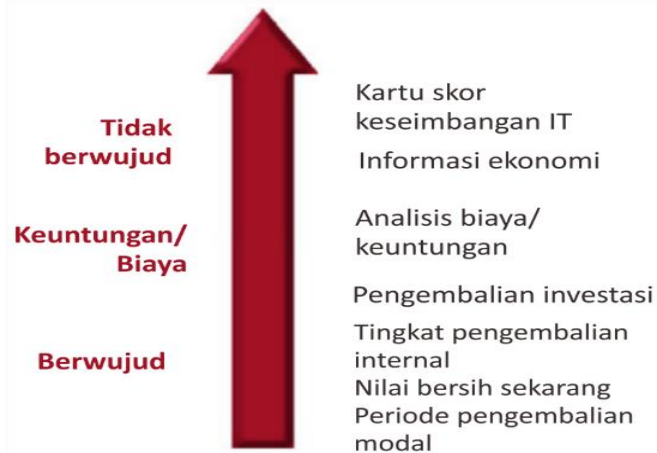 Tidak
berwujud
Keuntungan/
Biaya
Berwujud
Kartu skor
keseimbangan IT
Informasi ekonomi
Analisis biaya/
keuntungan
Pengembalian investasi
Tingkat pengembalian
internal
Nilai bersih sekarang
Periode pengembalian
modal